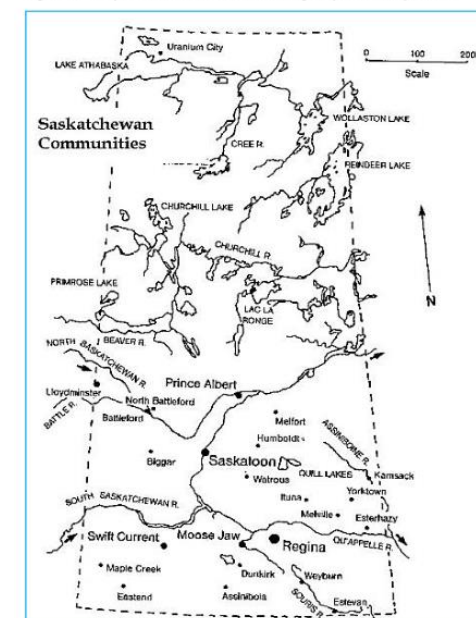 Uranium City
LAKE ATHABASKA
0 100 200
Scale
Saskatchewan
Communities
WOLLASTON LAKE
CREE R.
REINDEER LAKE
CHURCHILL LAKE
CHURCHILL R.
PRIMROSE LAKE
LAC LA
RONGE
N
BEAVER R.
NORTH SASKATCHEWAN R.
Prince Albert
Lloydminster
North Battleford
BATTLE R.
Battleford
Melfort
ASSINIBOINE R.
Humboldt
Biggar
Saskatoon
QUILL LAKES
Kamsack
Watrous
Yorktown
Ituna
SOUTH SASKATCHEWAN R.
Melville
Esterhazy
Swift Current
Moose Jaw
Regina
QU'APPELLE R.
Maple Creek
Dunkirk
Weyburn
Eastend
Assiniboia
SOURIS R.
Estevan